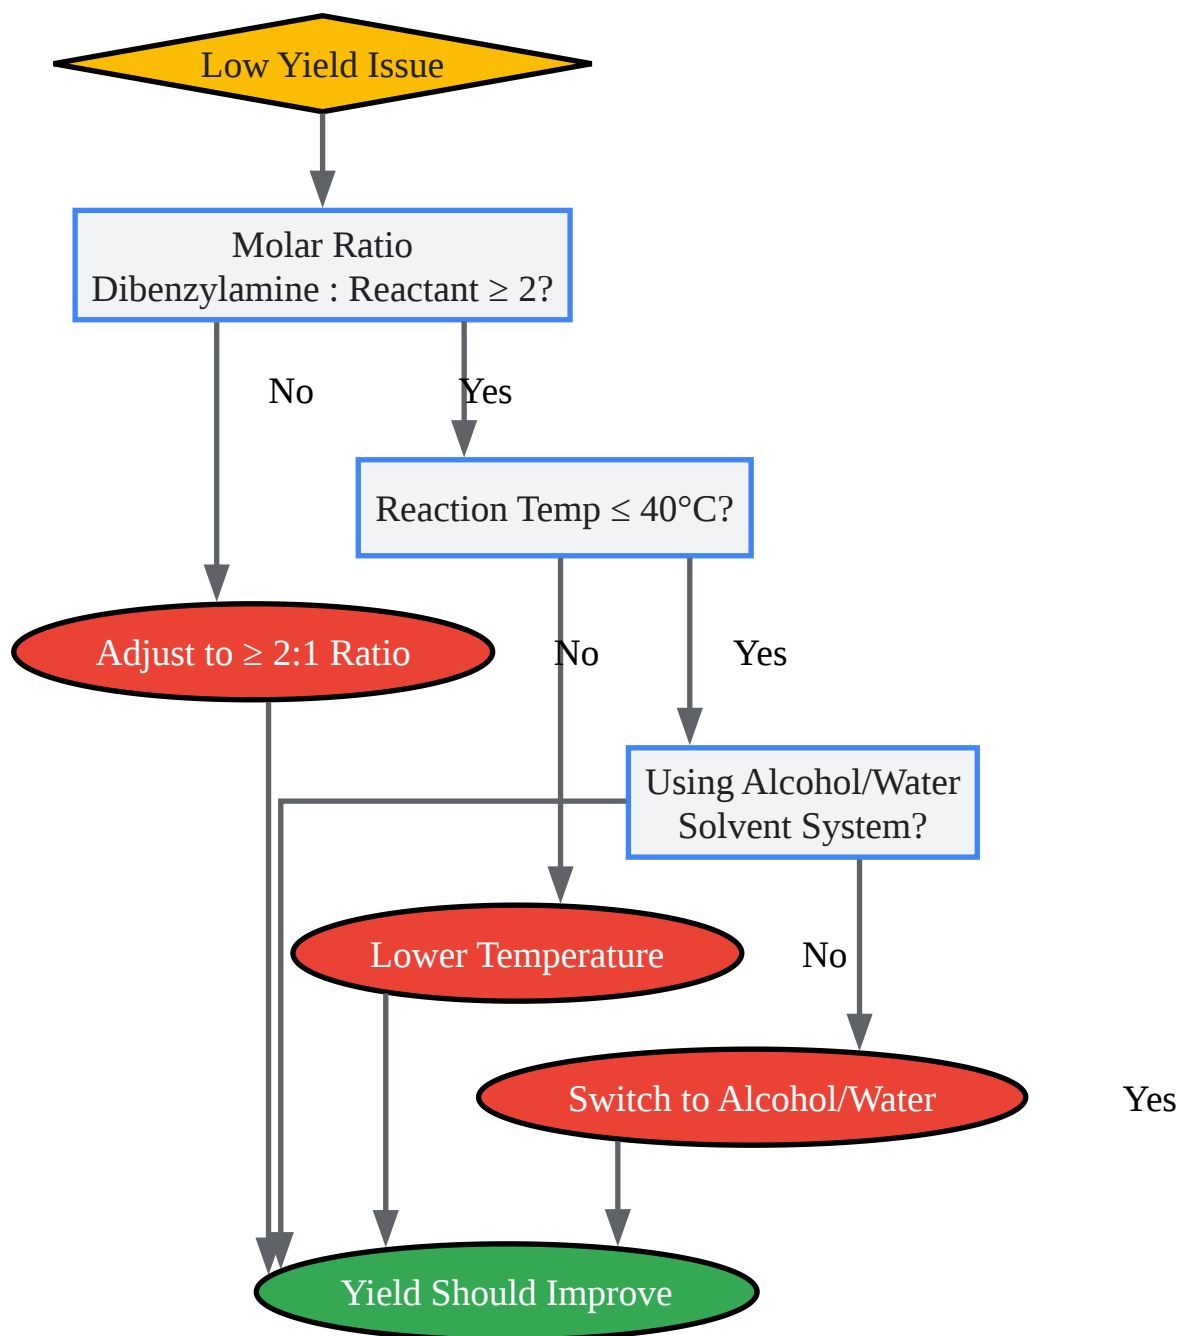 Low Yield Issue
Molar Ratio
Dibenzylamine : Reactant ≥ 2?
No
Yes
Reaction Temp ≤ 40°C?
Adjust to ≥ 2:1 Ratio
No
Yes
Using Alcohol/Water
Solvent System?
Lower Temperature
No
Switch to Alcohol/Water
Yes
Yield Should Improve